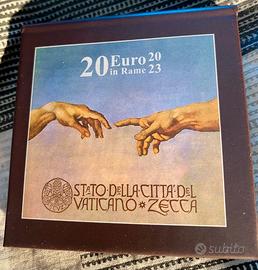 20 Euro 20
in Rame 23
STATO·DELLA·CITTÀ·DEL
VATICANO★ZECCA
subito